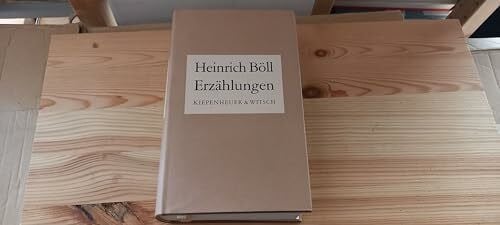 Heinrich Böll
Erzählungen
KIEPENHEUER & WITSCH